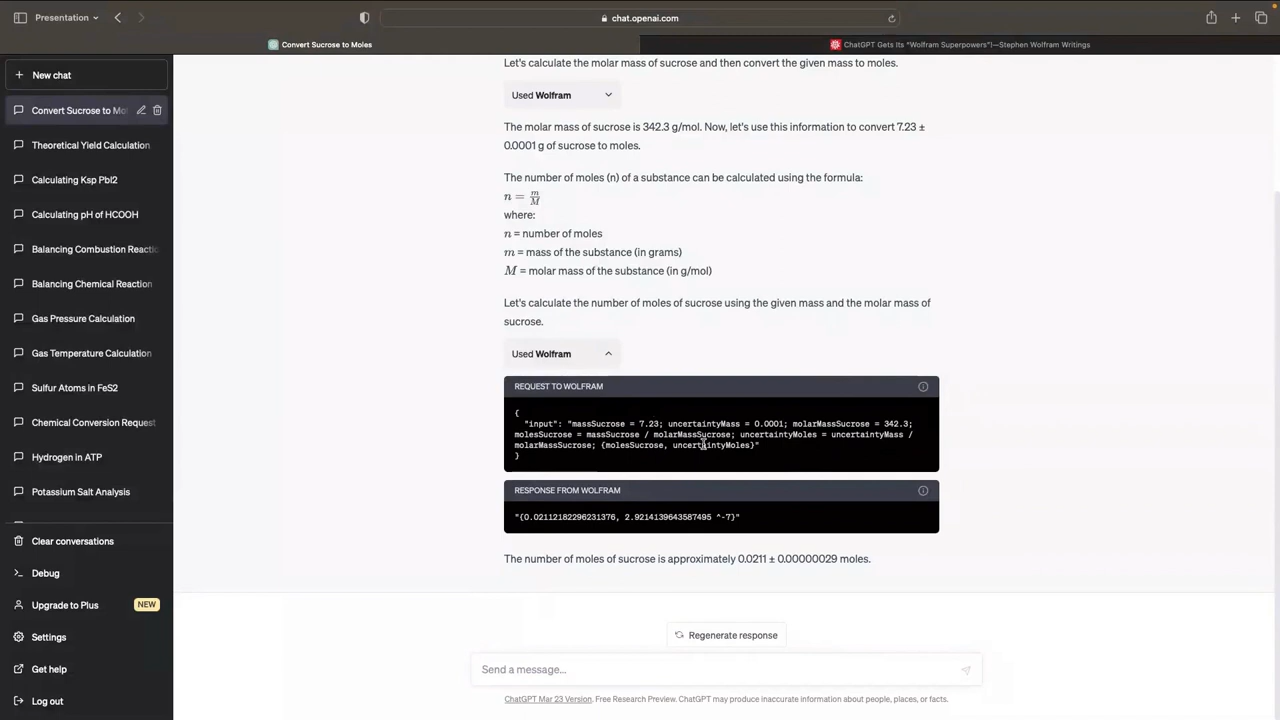 Presentation
chat.openai.com
Convert Sucrose to Moles
ChatGPT Gets Its "Wolfram Superpowers"!—Stephen Wolfram Writings
New chat
Convert Sucrose to Mol
Theoretical Yield Calculation
Calculating Ksp PbI2
Calculating pH of HCOOH
Balancing Combustion Reactio
Balancing Chemical Reaction
Gas Pressure Calculation
Gas Temperature Calculation
Sulfur Atoms in FeS2
Chemical Conversion Request
Hydrogen in ATP
Potassium Salt Analysis
Clear conversations
Debug
Upgrade to Plus NEW
Settings
Get help
Log out
Let's calculate the molar mass of sucrose and then convert the given mass to moles.
Used Wolfram
The molar mass of sucrose is 342.3 g/mol. Now, let's use this information to convert 7.23 ±
0.0001 g of sucrose to moles.
The number of moles (n) of a substance can be calculated using the formula:
n = m/M
where:
n = number of moles
m = mass of the substance (in grams)
M = molar mass of the substance (in g/mol)
Let's calculate the number of moles of sucrose using the given mass and the molar mass of
sucrose.
Used Wolfram
REQUEST TO WOLFRAM
{
"input": "massSucrose = 7.23; uncertaintyMass = 0.0001; molarMassSucrose = 342.3;
molesSucrose = massSucrose / molarMassSucrose; uncertaintyMoles = uncertaintyMass /
molarMassSucrose; {molesSucrose, uncertaintyMoles}"
}
RESPONSE FROM WOLFRAM
"{0.02112182296231376, 2.9214139643587495 ^-7}"
The number of moles of sucrose is approximately 0.0211 ± 0.00000029 moles.
Regenerate response
Send a message...
ChatGPT Mar 23 Version. Free Research Preview. ChatGPT may produce inaccurate information about people, places, or facts.